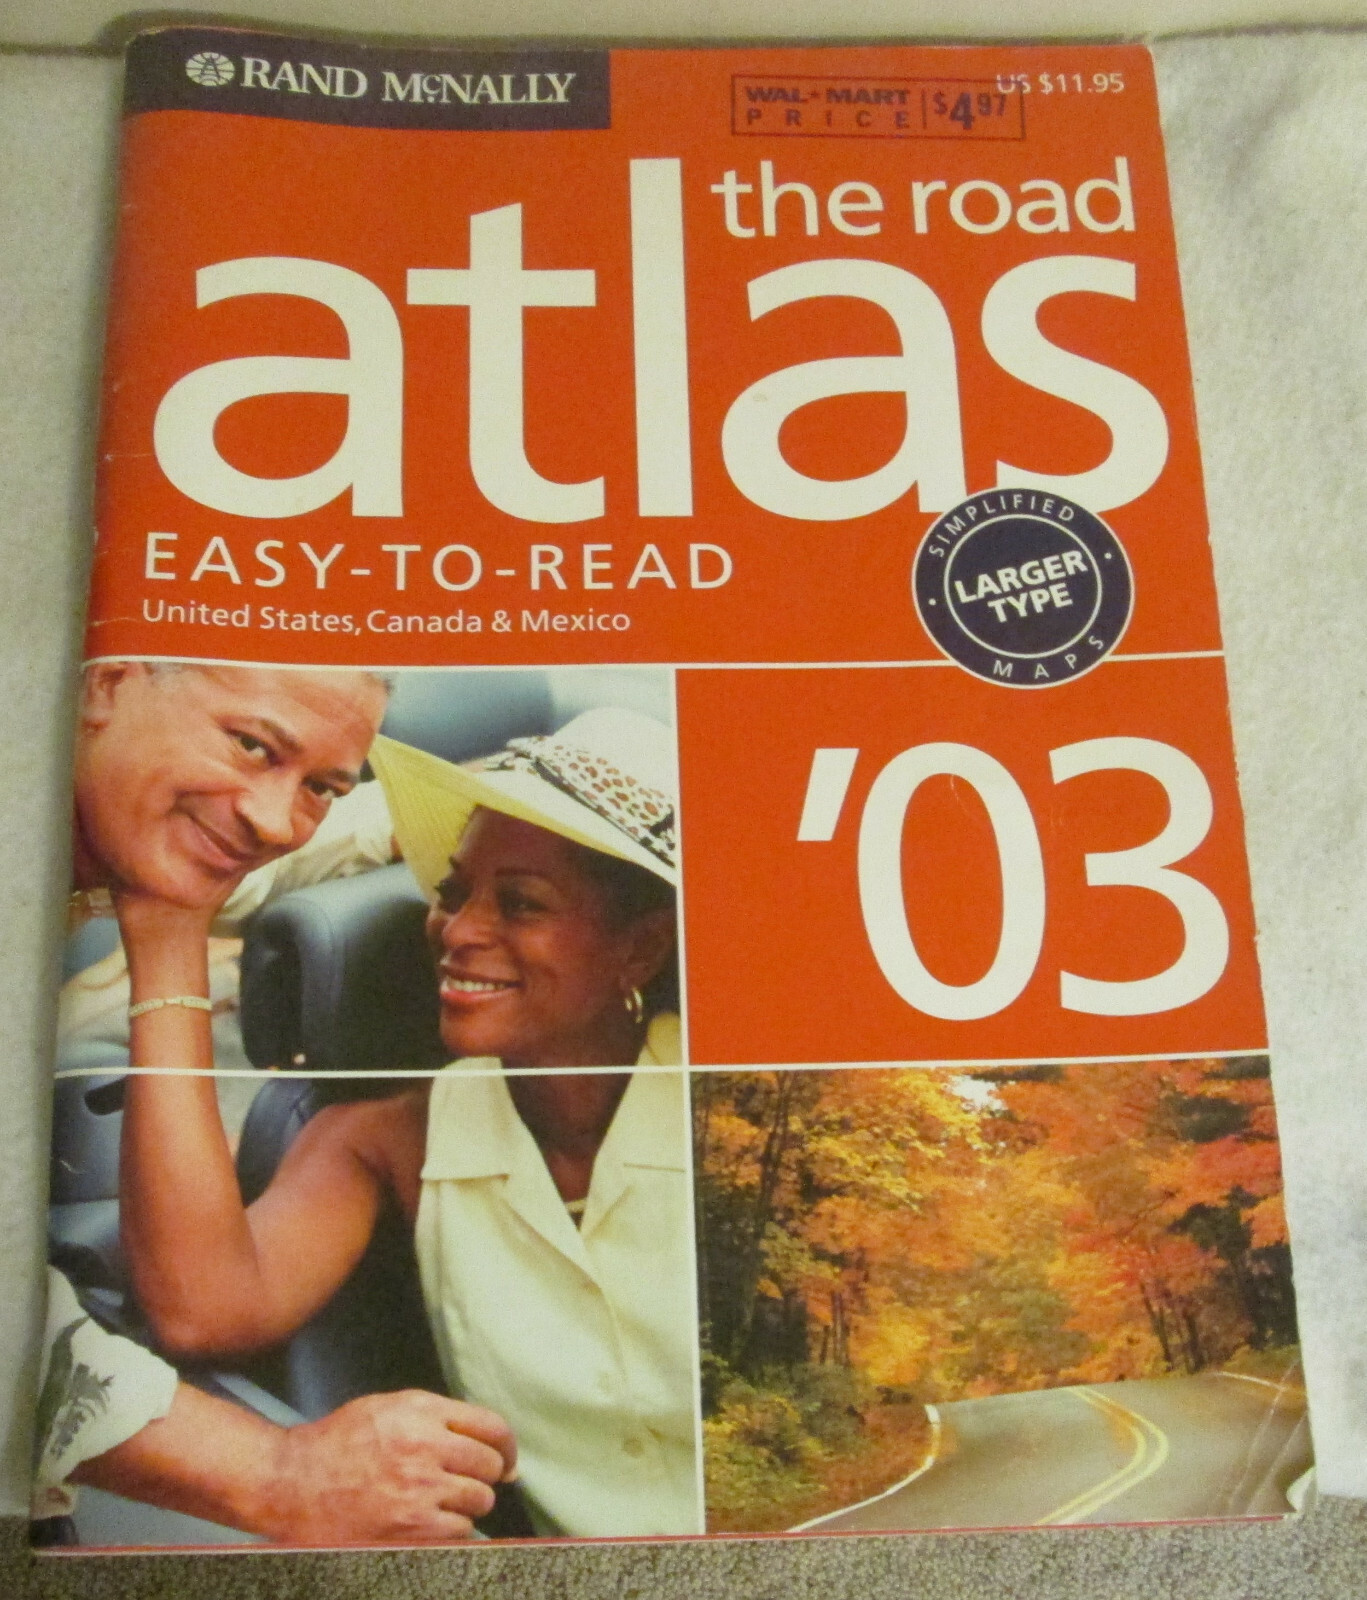 RAND McNALLY
US $11.95
WAL★MART
PRICE
$4.97
the road
atlas
EASY-TO-READ
United States, Canada & Mexico
SIMPLIFIED
LARGER
TYPE
MAPS
'03